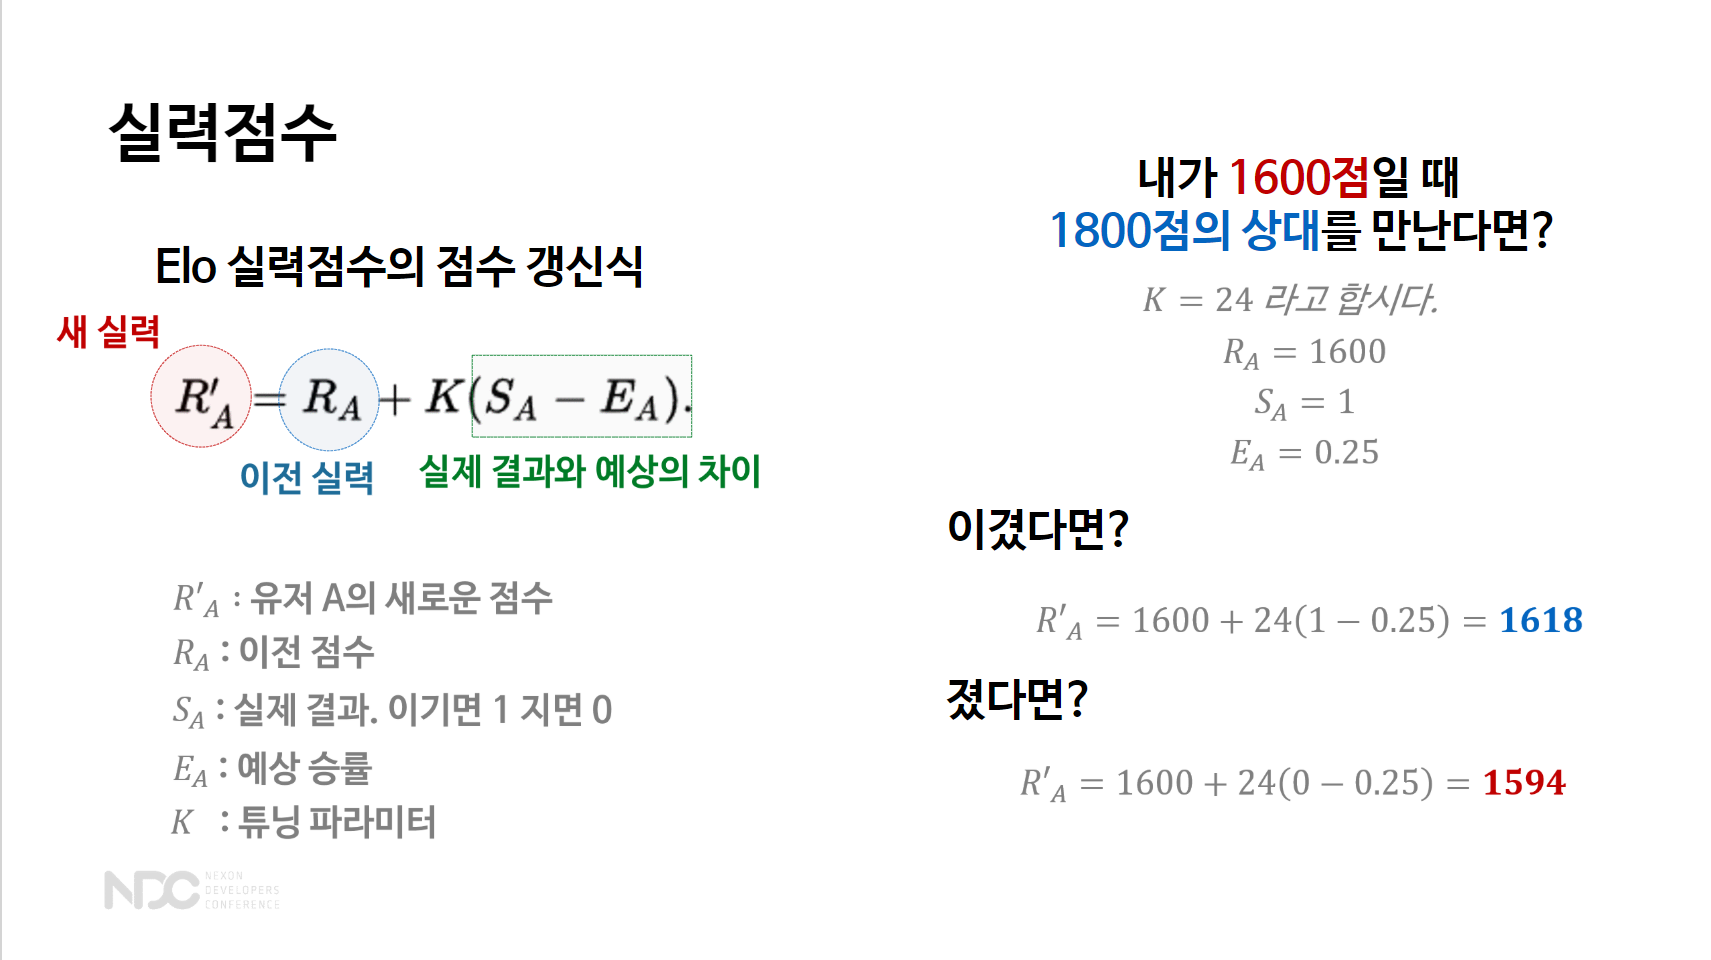 실력점수
Elo 실력점수의 점수 갱신식
새 실력
R'_A = R_A + K(S_A − E_A).
이전 실력
실제 결과와 예상의 차이
R'_A : 유저 A의 새로운 점수
R_A : 이전 점수
S_A : 실제 결과. 이기면 1 지면 0
E_A : 예상 승률
K : 튜닝 파라미터
NDC
NEXON
DEVELOPERS
CONFERENCE
내가 1600점일 때
1800점의 상대를 만난다면?
K = 24 라고 합시다.
R_A = 1600
S_A = 1
E_A = 0.25
이겼다면?
R'_A = 1600 + 24(1 − 0.25) = 1618
졌다면?
R'_A = 1600 + 24(0 − 0.25) = 1594